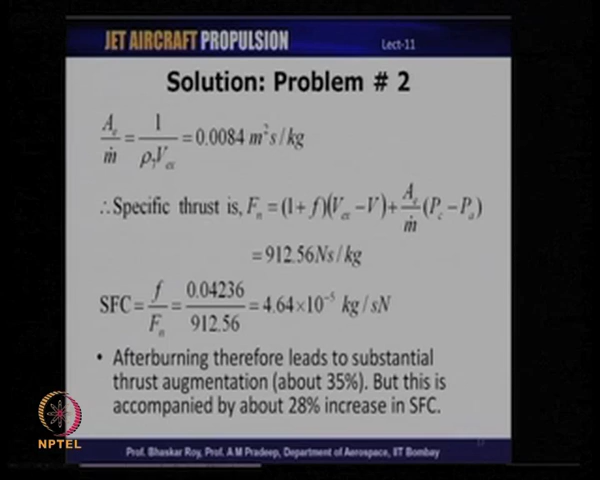 JET AIRCRAFT PROPULSION Lect-11
Solution: Problem # 2
A_e/ṁ = 1/(ρ_7 V_ex) = 0.0084 m²s/kg
∴ Specific thrust is, F_n = (1+f)(V_ex − V) + A_e/ṁ (P_c − P_a)
= 912.56Ns/kg
SFC = f/F_n = 0.04236/912.56 = 4.64×10⁻⁵ kg/sN
• Afterburning therefore leads to substantial
thrust augmentation (about 35%). But this is
accompanied by about 28% increase in SFC.
NPTEL
Prof. Bhaskar Roy, Prof. A M Pradeep, Department of Aerospace, IIT Bombay